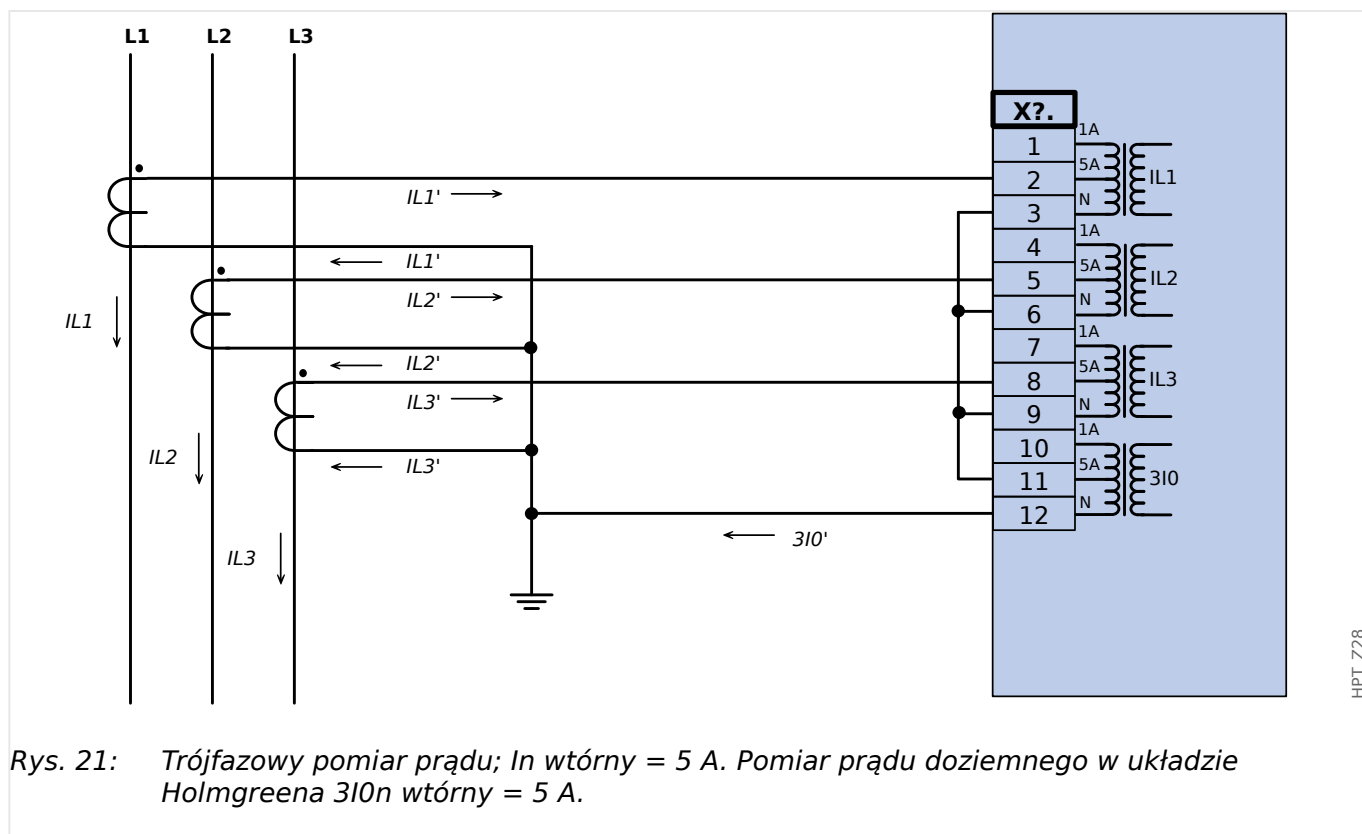 L1 L2 L3
X?.
1 1A
2 5A IL1
3 N
4 1A
5 5A IL2
6 N
7 1A
8 5A IL3
9 N
10 1A
11 5A 3I0
12 N
IL1'
IL1'
IL2'
IL1
IL2'
IL3'
IL2
IL3'
3I0'
IL3
HPT_Z28
Rys. 21: Trójfazowy pomiar prądu; In wtórny = 5 A. Pomiar prądu doziemnego w układzie
Holmgreena 3I0n wtórny = 5 A.